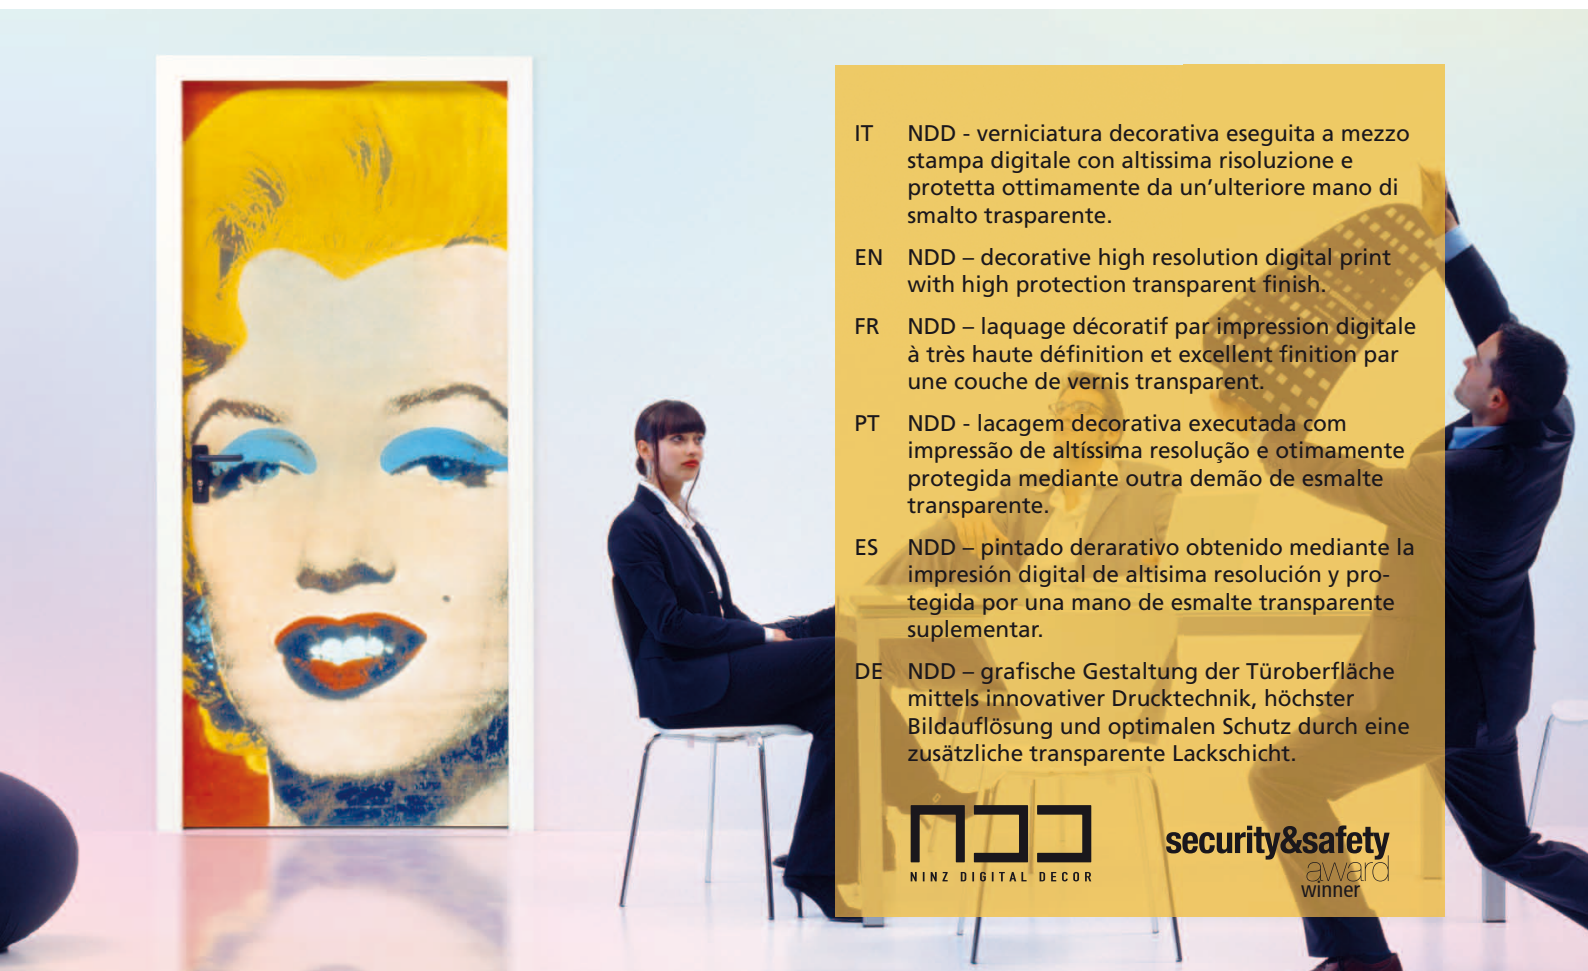 IT NDD - verniciatura decorativa eseguita a mezzo
stampa digitale con altissima risoluzione e
protetta ottimamente da un’ulteriore mano di
smalto trasparente.
EN NDD – decorative high resolution digital print
with high protection transparent finish.
FR NDD – laquage décoratif par impression digitale
à très haute définition et excellent finition par
une couche de vernis transparent.
PT NDD - lacagem decorativa executada com
impressão de altíssima resolução e otimamente
protegida mediante outra demão de esmalte
transparente.
ES NDD – pintado derarativo obtenido mediante la
impresión digital de altisima resolución y pro-
tegida por una mano de esmalte transparente
suplementar.
DE NDD – grafische Gestaltung der Türoberfläche
mittels innovativer Drucktechnik, höchster
Bildauflösung und optimalen Schutz durch eine
zusätzliche transparente Lackschicht.
NDD
NINZ DIGITAL DECOR
security&safety
award
winner